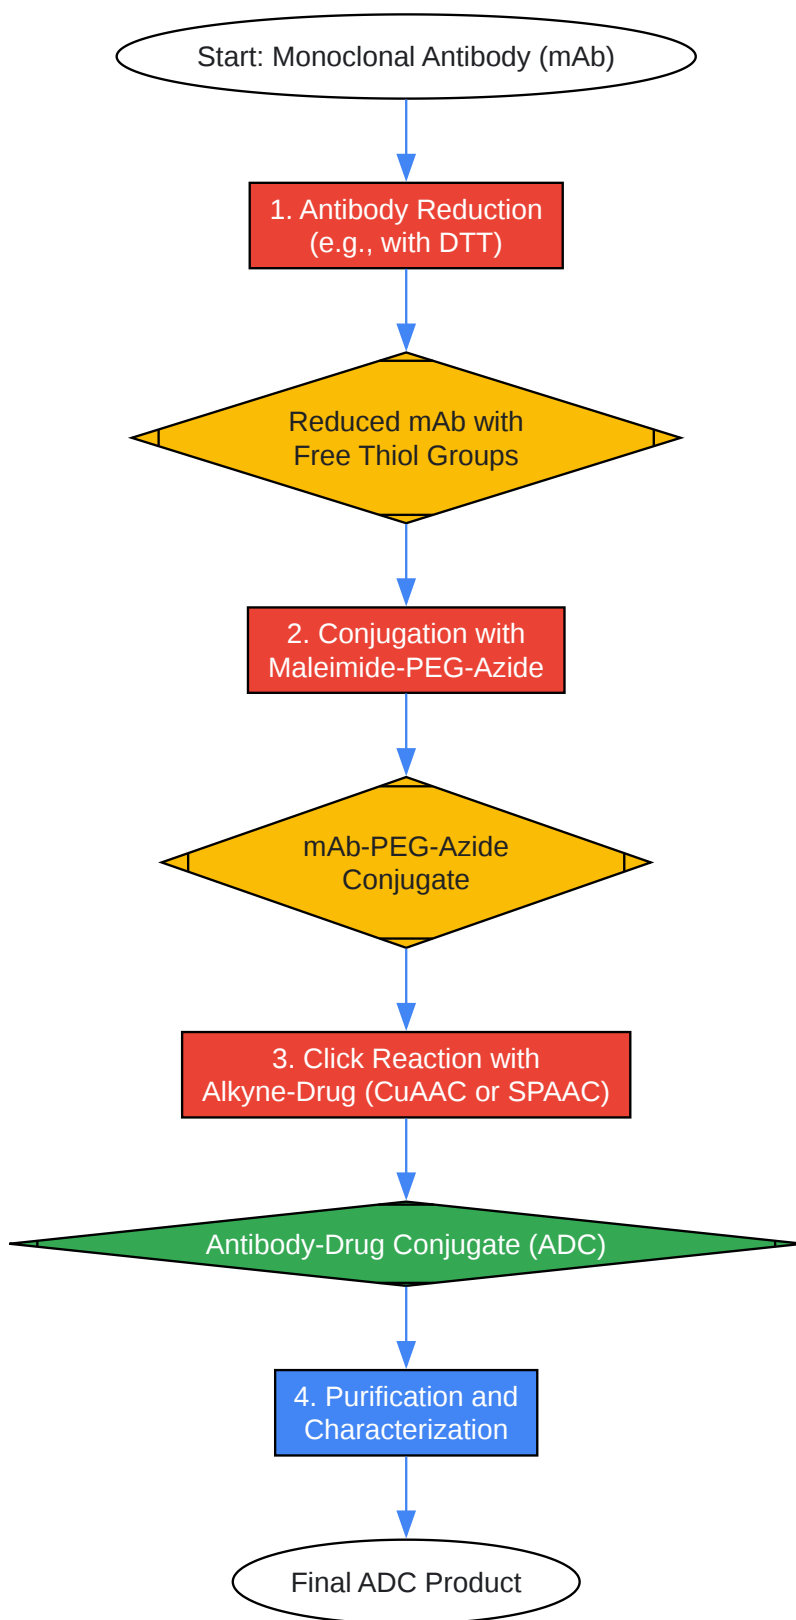 Start: Monoclonal Antibody (mAb)
1. Antibody Reduction
(e.g., with DTT)
Reduced mAb with
Free Thiol Groups
2. Conjugation with
Maleimide-PEG-Azide
mAb-PEG-Azide
Conjugate
3. Click Reaction with
Alkyne-Drug (CuAAC or SPAAC)
Antibody-Drug Conjugate (ADC)
4. Purification and
Characterization
Final ADC Product